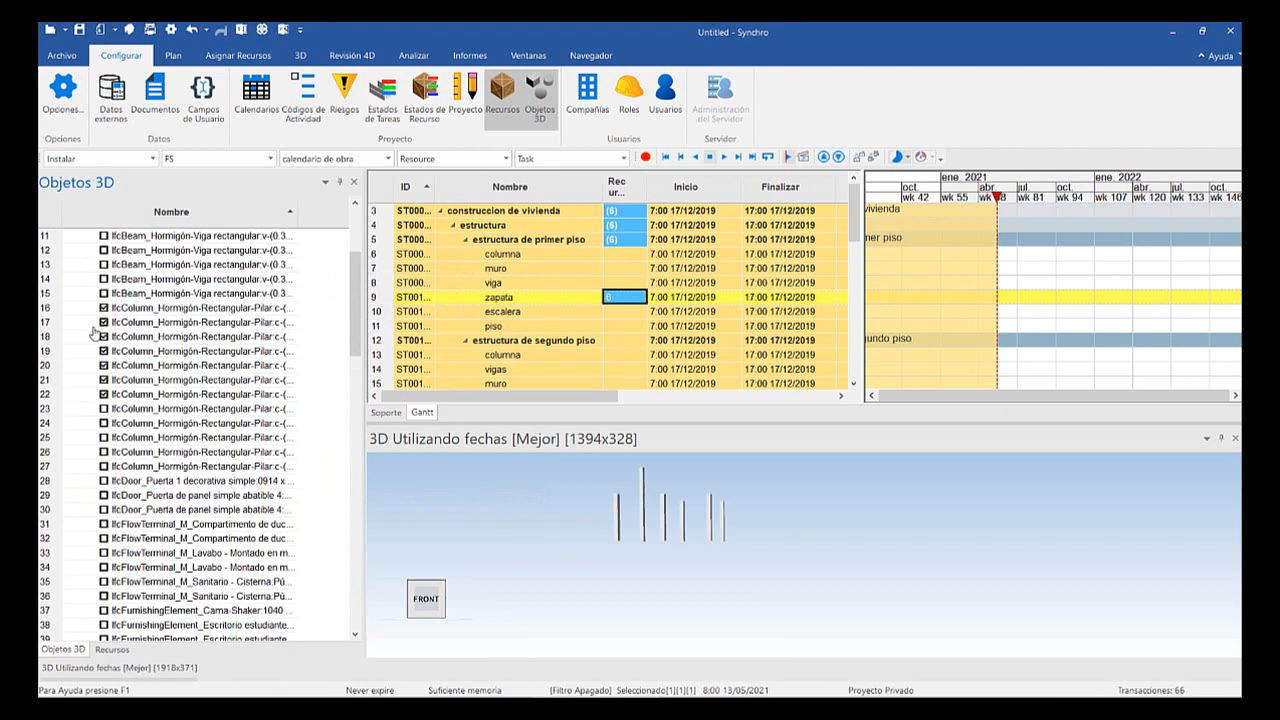 Untitled - Synchro
Archivo Configurar Plan Asignar Recursos 3D Revisión 4D Analizar Informes Ventanas Navegador Ayuda
Opciones... Datos externos Documentos Campos de Usuario Calendarios Códigos de Actividad Riesgos Estados de Tareas Estados de Recurso Proyecto Recursos Objetos 3D Compañías Roles Usuarios Administración del Servidor
Opciones Datos Proyecto Usuarios Servidor
Instalar FS calendario de obra Resource Task
Objetos 3D
Nombre
11 IfcBeam_Hormigón-Viga rectangular:v-(0.3...
12 IfcBeam_Hormigón-Viga rectangular:v-(0.3...
13 IfcBeam_Hormigón-Viga rectangular:v-(0.3...
14 IfcBeam_Hormigón-Viga rectangular:v-(0.3...
15 IfcBeam_Hormigón-Viga rectangular:v-(0.3...
16 IfcColumn_Hormigón-Rectangular-Pilar:c-(...
17 IfcColumn_Hormigón-Rectangular-Pilar:c-(...
18 IfcColumn_Hormigón-Rectangular-Pilar:c-(...
19 IfcColumn_Hormigón-Rectangular-Pilar:c-(...
20 IfcColumn_Hormigón-Rectangular-Pilar:c-(...
21 IfcColumn_Hormigón-Rectangular-Pilar:c-(...
22 IfcColumn_Hormigón-Rectangular-Pilar:c-(...
23 IfcColumn_Hormigón-Rectangular-Pilar:c-(...
24 IfcColumn_Hormigón-Rectangular-Pilar:c-(...
25 IfcColumn_Hormigón-Rectangular-Pilar:c-(...
26 IfcColumn_Hormigón-Rectangular-Pilar:c-(...
27 IfcColumn_Hormigón-Rectangular-Pilar:c-(...
28 IfcDoor_Puerta 1 decorativa simple:0914 x ...
29 IfcDoor_Puerta de panel simple abatible 4:...
30 IfcDoor_Puerta de panel simple abatible 4:...
31 IfcFlowTerminal_M_Compartimento de duc...
32 IfcFlowTerminal_M_Compartimento de duc...
33 IfcFlowTerminal_M_Lavabo - Montado en m...
34 IfcFlowTerminal_M_Lavabo - Montado en m...
35 IfcFlowTerminal_M_Sanitario - Cisterna:Pú...
36 IfcFlowTerminal_M_Sanitario - Cisterna:Pú...
37 IfcFurnishingElement_Cama-Shaker:1040 ...
38 IfcFurnishingElement_Escritorio estudiante...
39 IfcFurnishingElement_Escritorio estudiante
Objetos 3D Recursos
3D Utilizando fechas [Mejor] [1918x371]
ID Nombre Rec ur... Inicio Finalizar
3 ST000... construccion de vivienda (6) 7:00 17/12/2019 17:00 17/12/2019
4 ST000... estructura (6) 7:00 17/12/2019 17:00 17/12/2019
5 ST000... estructura de primer piso (6) 7:00 17/12/2019 17:00 17/12/2019
6 ST000... columna 7:00 17/12/2019 17:00 17/12/2019
7 ST000... muro 7:00 17/12/2019 17:00 17/12/2019
8 ST000... viga 7:00 17/12/2019 17:00 17/12/2019
9 ST001... zapata 6 7:00 17/12/2019 17:00 17/12/2019
10 ST001... escalera 7:00 17/12/2019 17:00 17/12/2019
11 ST001... piso 7:00 17/12/2019 17:00 17/12/2019
12 ST001... estructura de segundo piso 7:00 17/12/2019 17:00 17/12/2019
13 ST001... columna 7:00 17/12/2019 17:00 17/12/2019
14 ST001... vigas 7:00 17/12/2019 17:00 17/12/2019
15 ST001... muro 7:00 17/12/2019 17:00 17/12/2019
Soporte Gantt
ene. 2021 ene. 2022
oct. abr. jul. oct. abr. jul. oct.
wk 42 wk 55 wk 81 wk 94 wk 107 wk 120 wk 133 wk 146
vivienda
mer piso
undo piso
3D Utilizando fechas [Mejor] [1394x328]
FRONT
Para Ayuda presione F1 Never expire Suficiente memoria [Filtro Apagado] Seleccionado[1][1][1] 8:00 13/05/2021 Proyecto Privado Transacciones: 66